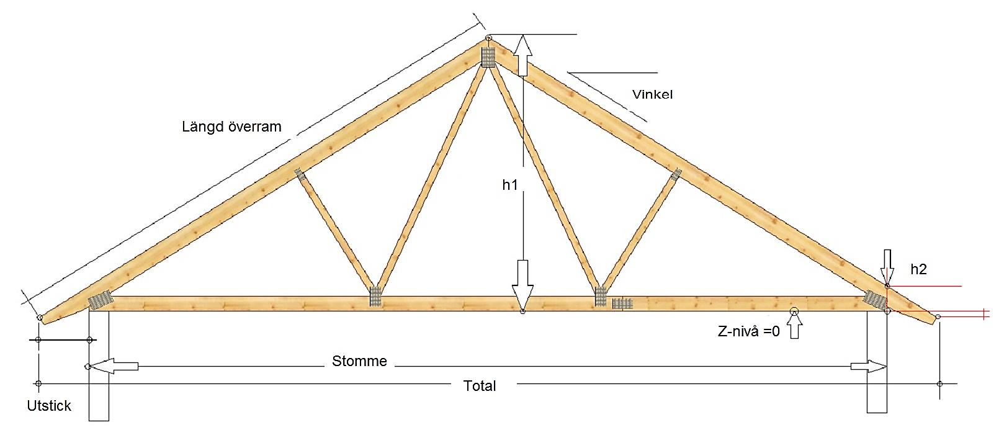 Vinkel
Längd överram
h1
h2
Z-nivå =0
Stomme
Total
Utstick